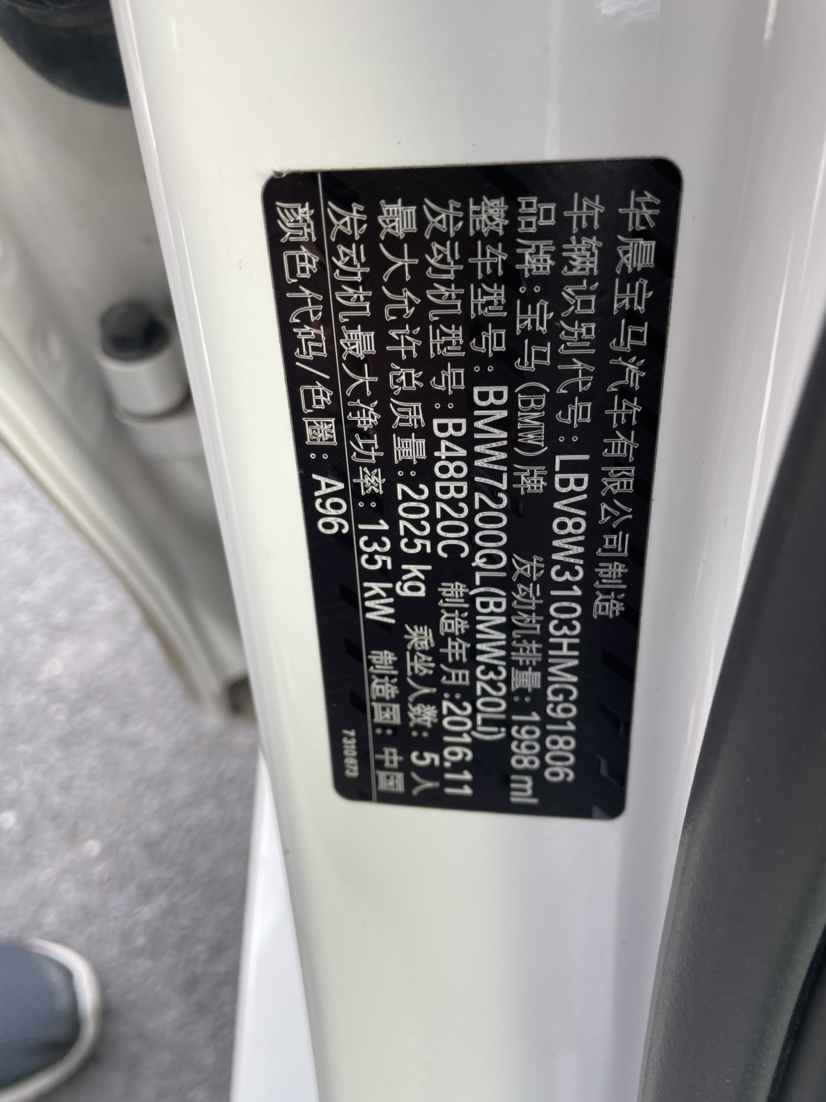 华晨宝马汽车有限公司制造
车辆识别代号:LBV8W3103HMG91806
品牌:宝马(BMW)牌 发动机排量:1998 ml
整车型号:BMW7200QL(BMW320Li)
发动机型号:B48B20C 制造年月:2016.11
最大允许总质量:2025 kg 乘坐人数: 5 人
发动机最大净功率: 135 kW 制造国: 中国
颜色代码/色圈: A96
7310673